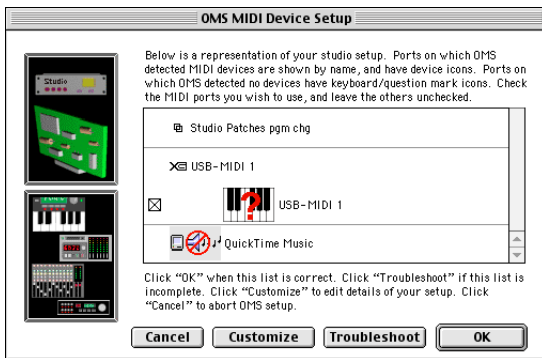 OMS MIDI Device Setup
Studio
Below is a representation of your studio setup. Ports on which OMS
detected MIDI devices are shown by name, and have device icons. Ports on
which OMS detected no devices have keyboard/question mark icons. Check
the MIDI ports you wish to use, and leave the others unchecked.
Studio Patches pgm chg
USB-MIDI 1
USB-MIDI 1
QuickTime Music
Click “OK” when this list is correct. Click “Troubleshoot” if this list is
incomplete. Click “Customize” to edit details of your setup. Click
“Cancel” to abort OMS setup.
Cancel
Customize
Troubleshoot
OK